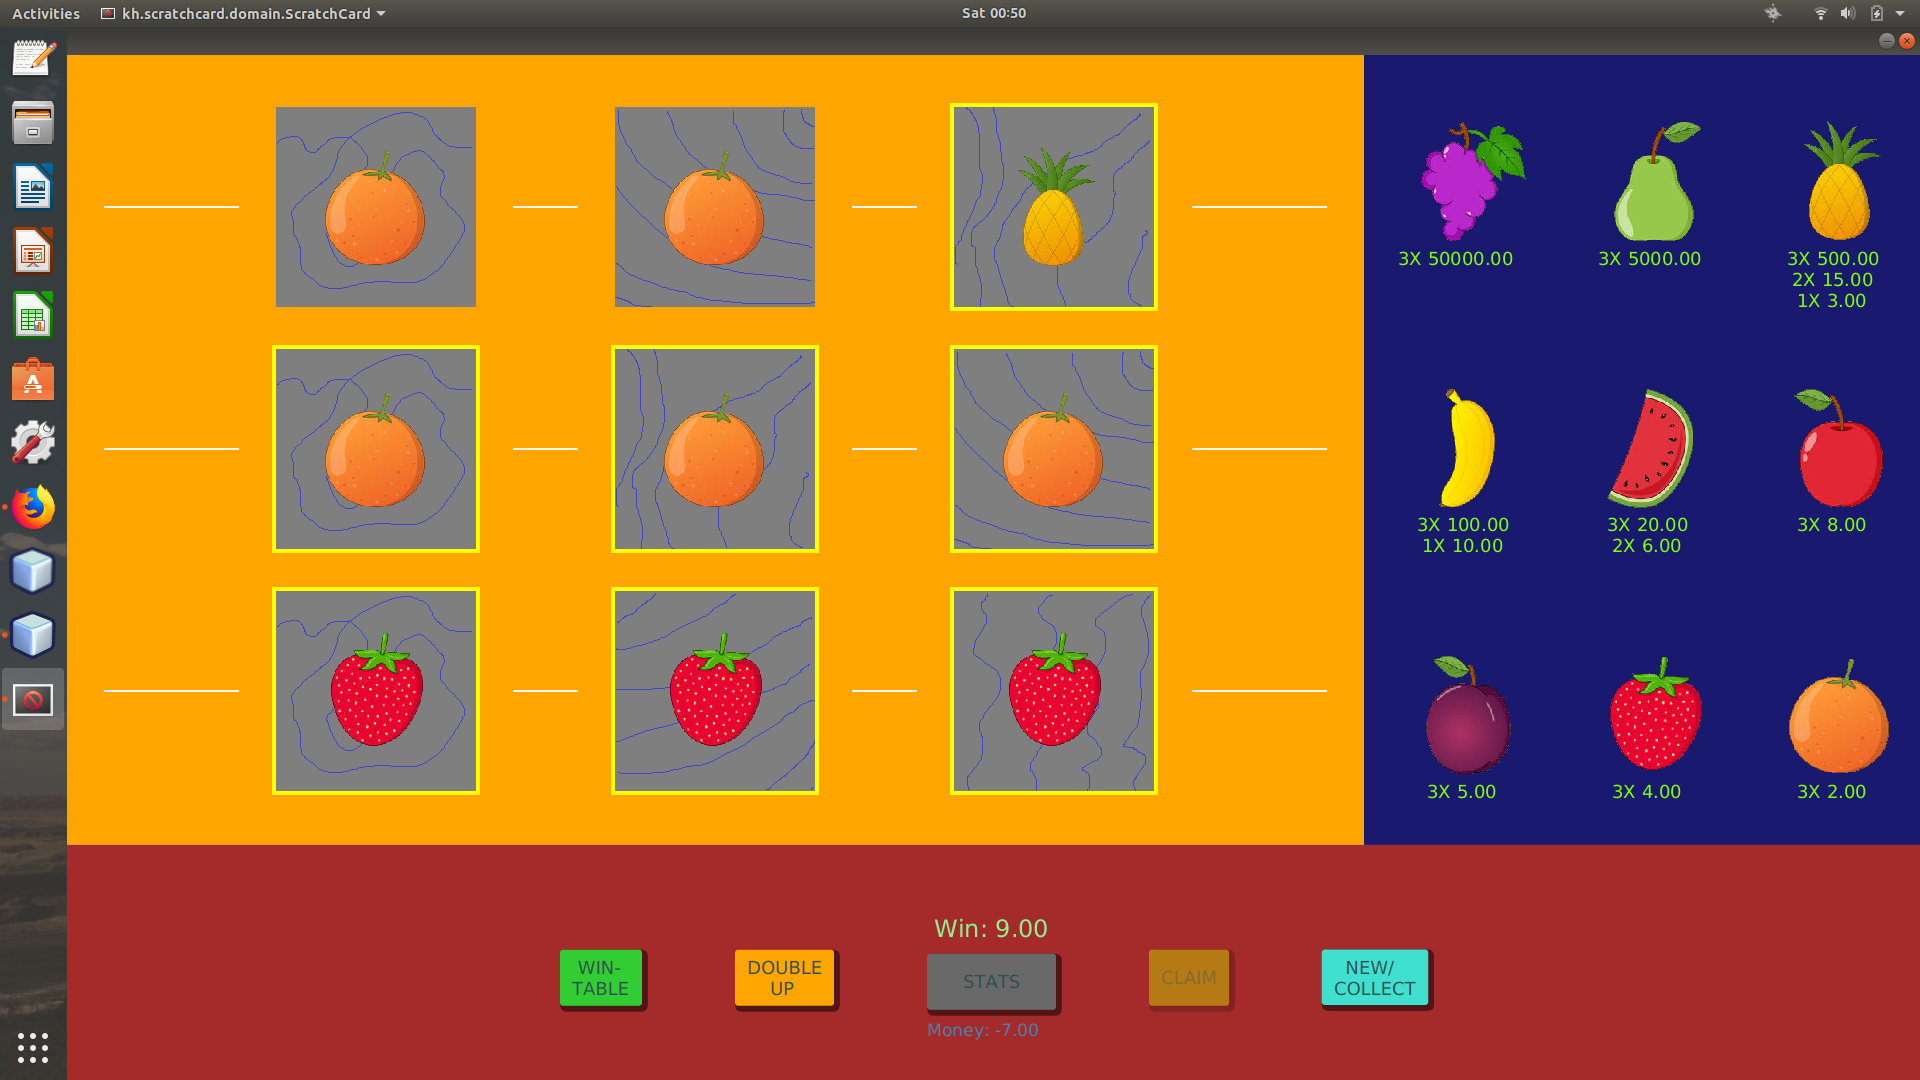 Activities
kh.scratchcard.domain.ScratchCard
Sat 00:50
3X 50000.00
3X 5000.00
3X 500.00
2X 15.00
1X 3.00
3X 100.00
1X 10.00
3X 20.00
2X 6.00
3X 8.00
3X 5.00
3X 4.00
3X 2.00
Win: 9.00
WIN-
TABLE
DOUBLE
UP
STATS
CLAIM
NEW/
COLLECT
Money: -7.00